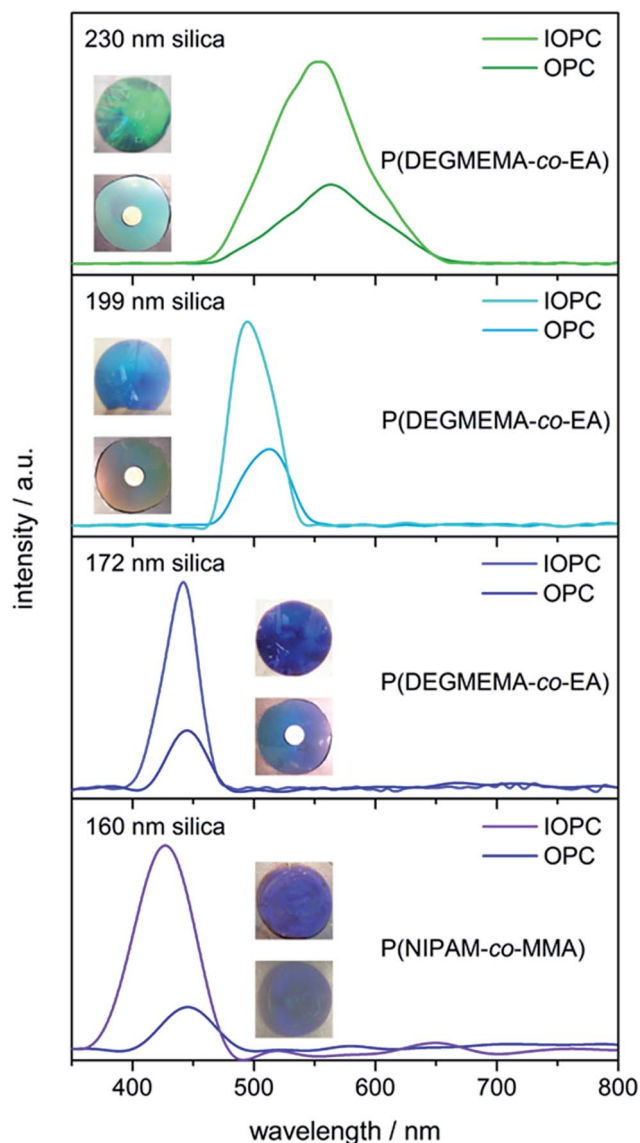 230 nm silica
IOPC
OPC
P(DEGMEMA-co-EA)
199 nm silica
IOPC
OPC
P(DEGMEMA-co-EA)
172 nm silica
IOPC
OPC
P(DEGMEMA-co-EA)
160 nm silica
IOPC
OPC
P(NIPAM-co-MMA)
intensity / a.u.
400 500 600 700 800
wavelength / nm